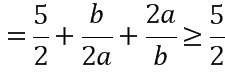 = 5/2 + b/2a + 2a/b ≥ 5/2